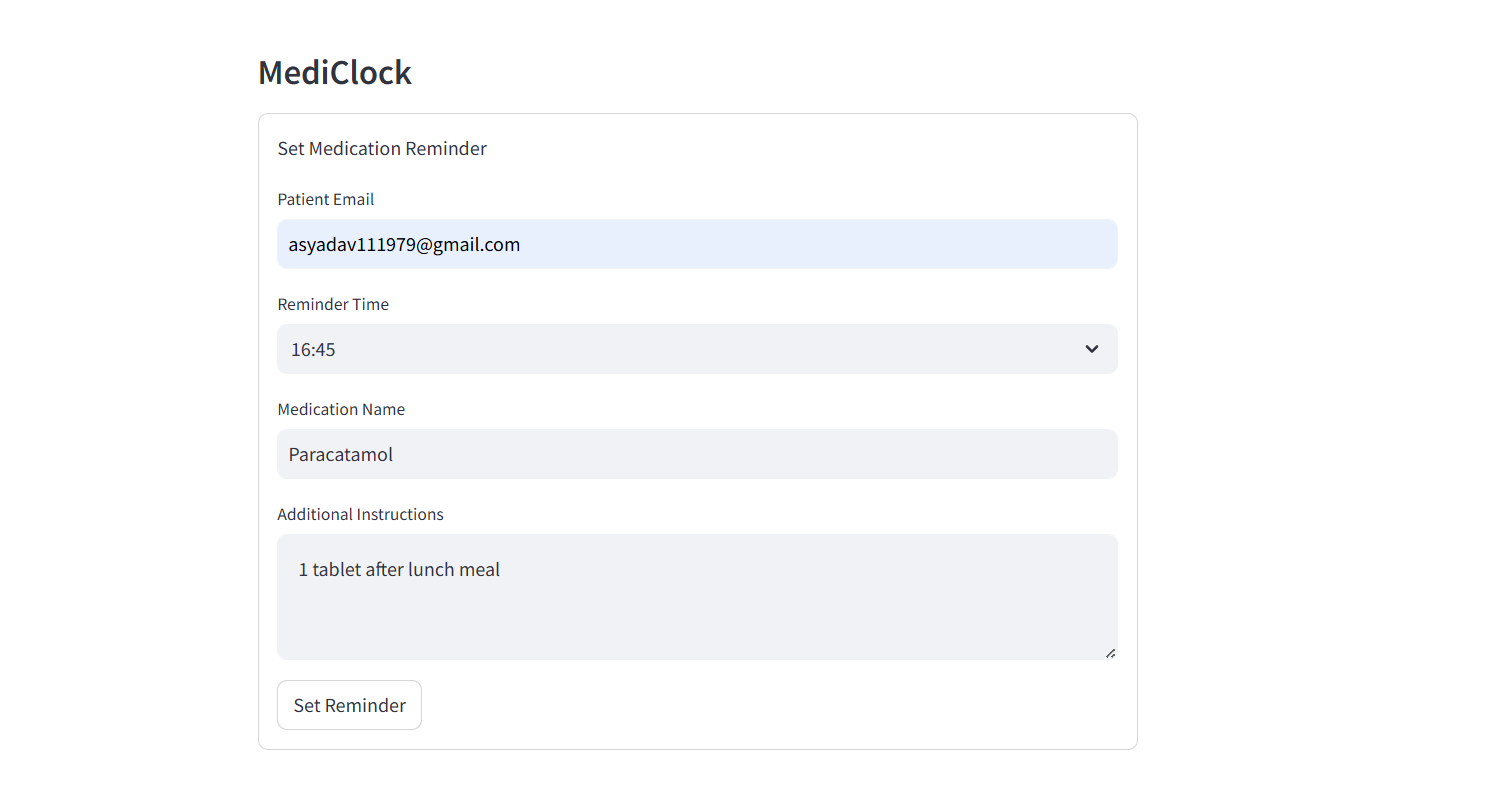 MediClock
Set Medication Reminder
Patient Email
asyadav111979@gmail.com
Reminder Time
16:45
Medication Name
Paracatamol
Additional Instructions
1 tablet after lunch meal
Set Reminder